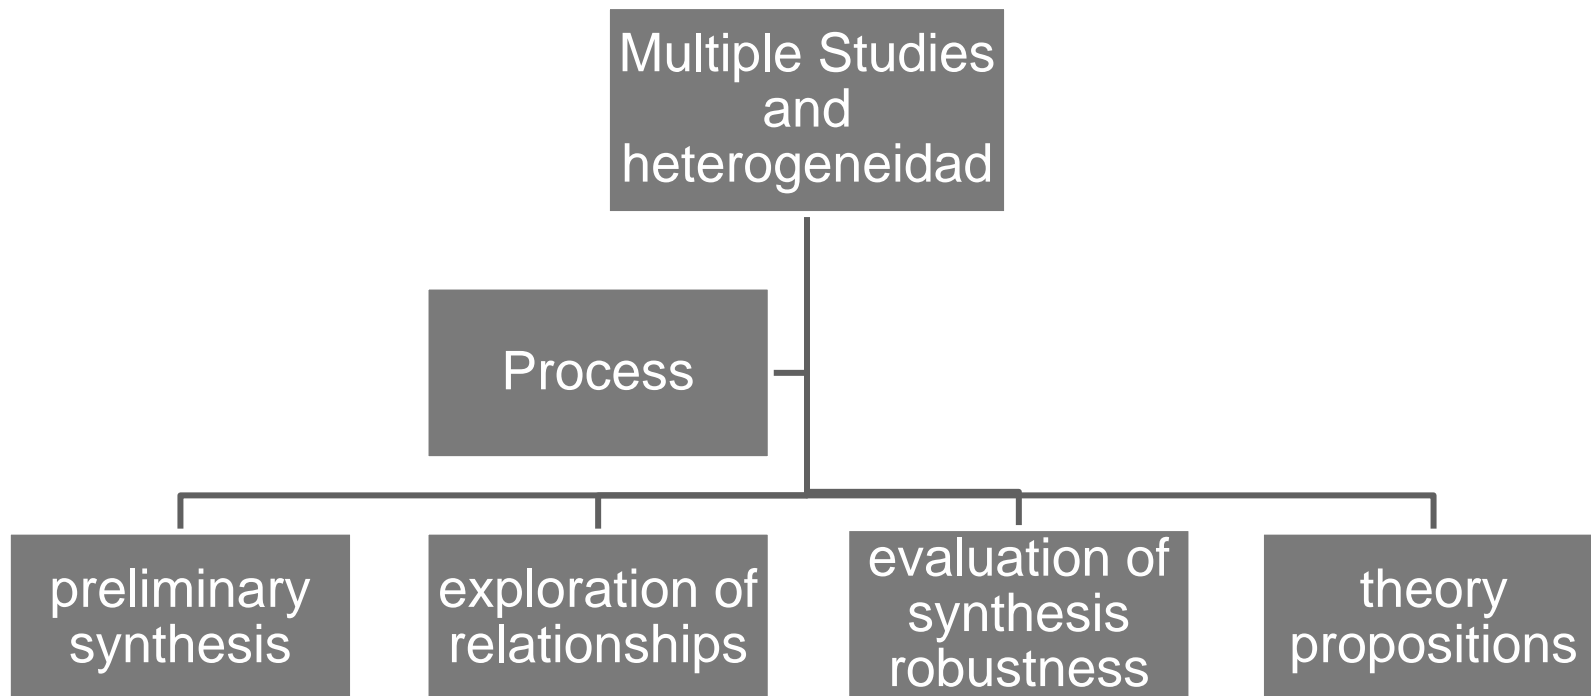 Multiple Studies
and
heterogeneidad
Process
preliminary
synthesis
exploration of
relationships
evaluation of
synthesis
robustness
theory
propositions